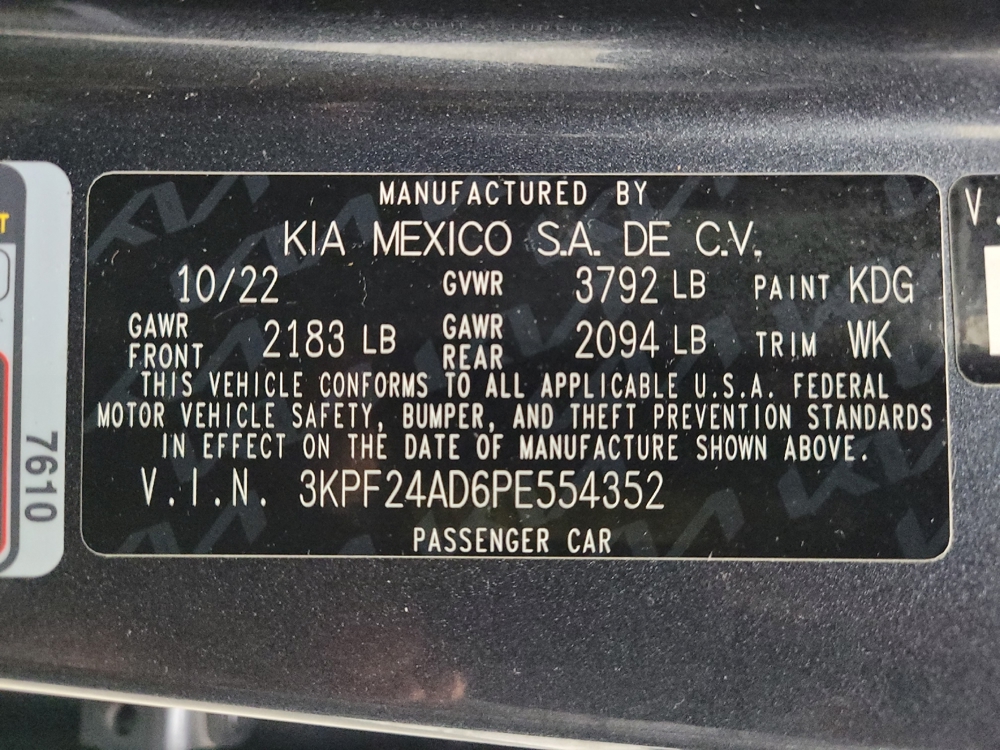 MANUFACTURED BY
KIA MEXICO S.A. DE C.V.
10/22 GVWR 3792 LB PAINT KDG
GAWR FRONT 2183 LB GAWR REAR 2094 LB TRIM WK
THIS VEHICLE CONFORMS TO ALL APPLICABLE U.S.A. FEDERAL
MOTOR VEHICLE SAFETY, BUMPER, AND THEFT PREVENTION STANDARDS
IN EFFECT ON THE DATE OF MANUFACTURE SHOWN ABOVE.
V.I.N. 3KPF24AD6PE554352
PASSENGER CAR
7610
V.
T